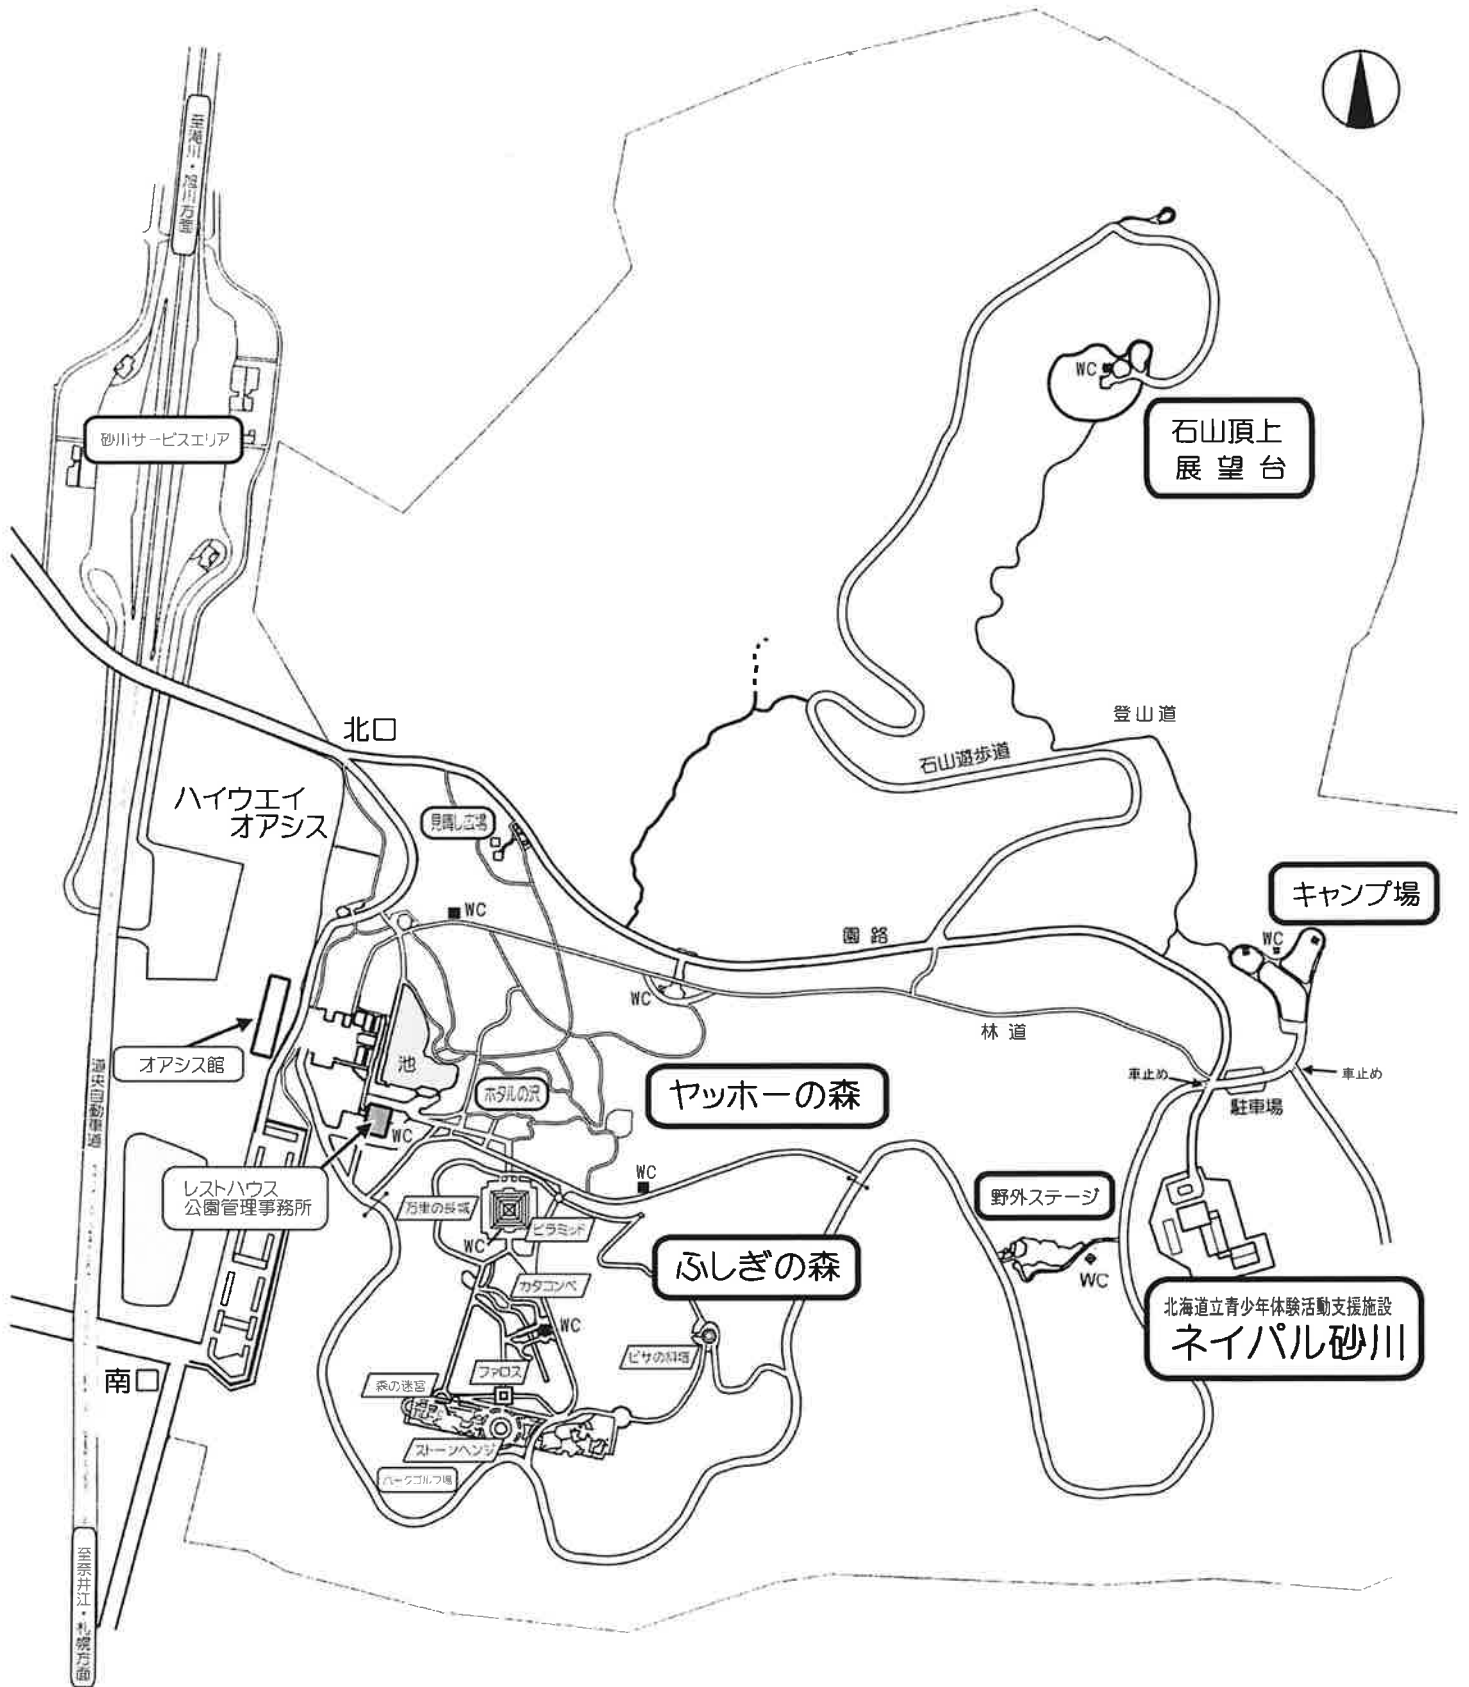 至滝川・旭川方面
砂川サービスエリア
WC
石山頂上
展望台
北口
登山道
石山遊歩道
ハイウエイ
オアシス
見晴し広場
キャンプ場
WC
WC
園路
WC
林道
オアシス館
池
道央自動車道
ホタルの沢
ヤッホーの森
車止め
車止め
駐車場
WC
レストハウス
公園管理事務所
WC
野外ステージ
万里の長城
ピラミッド
WC
ふしぎの森
カタコンベ
WC
WC
北海道立青少年体験活動支援施設
ネイパル砂川
ピサの斜塔
南口
森の迷宮
ファロス
ストーンヘンジ
パークゴルフ場
至奈井江・札幌方面